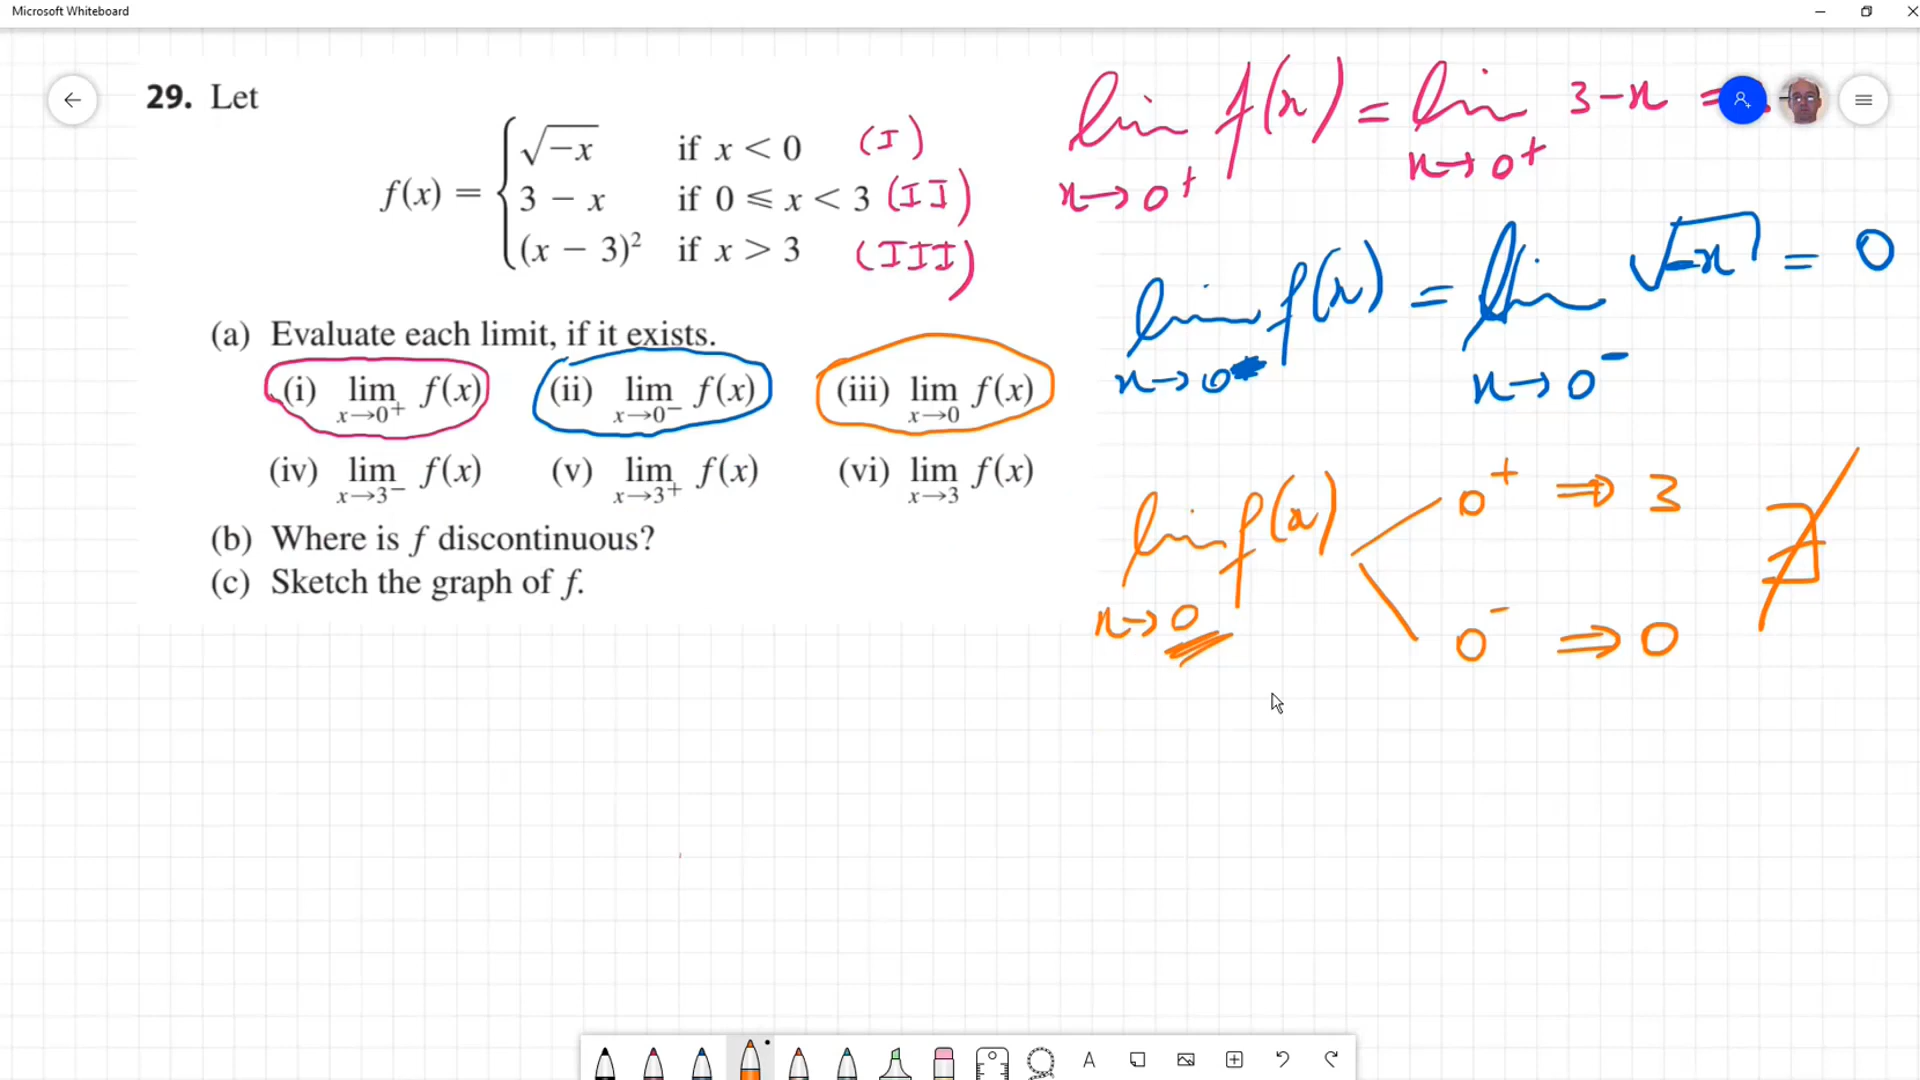 Microsoft Whiteboard
29. Let
f(x) = { √−x if x < 0 (I)
3 − x if 0 ⩽ x < 3 (II)
(x − 3)² if x > 3 (III)
(a) Evaluate each limit, if it exists.
(i) lim x→0⁺ f(x) (ii) lim x→0⁻ f(x) (iii) lim x→0 f(x)
(iv) lim x→3⁻ f(x) (v) lim x→3⁺ f(x) (vi) lim x→3 f(x)
(b) Where is f discontinuous?
(c) Sketch the graph of f.
lim x→0⁺ f(x) = lim x→0⁺ 3−x =
lim x→0⁻ f(x) = lim x→0⁻ √−x = 0
lim x→0 f(x)
0⁺ ⇒ 3
∄
0⁻ ⇒ 0
A